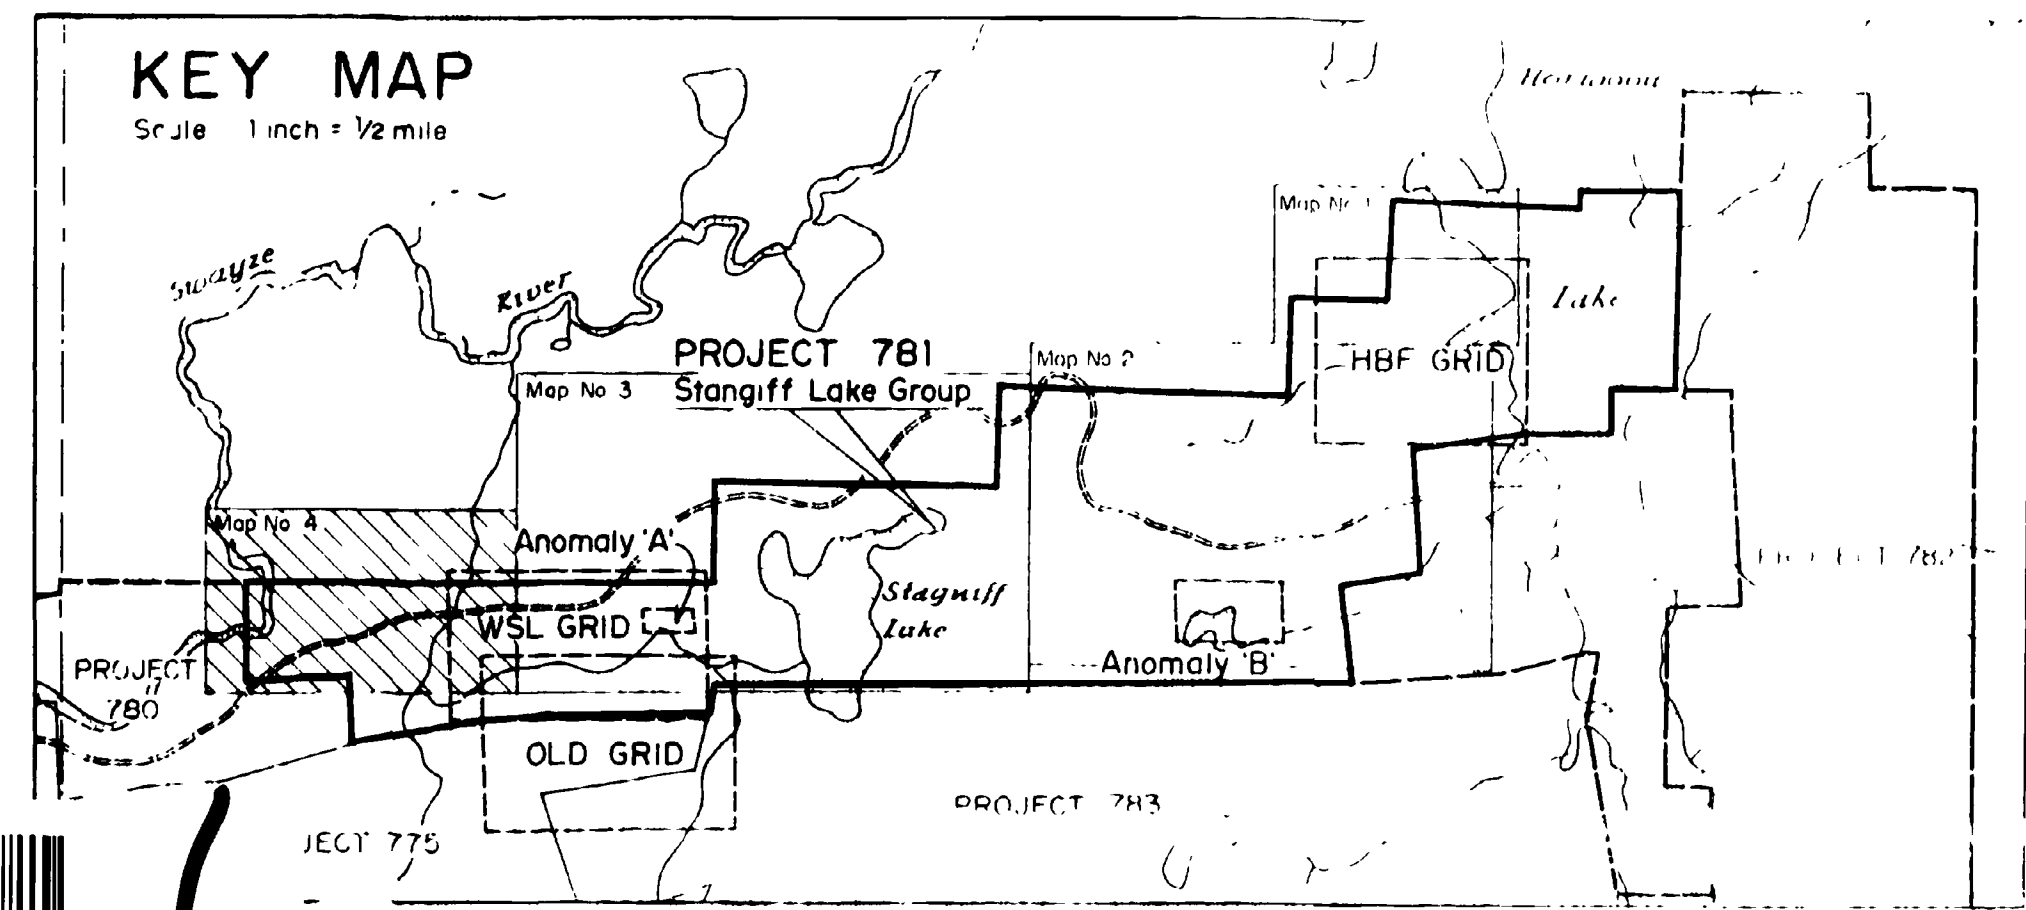 KEY MAP
Scale 1 inch = 1/2 mile
Swayze
River
Map No 1
Lake
HBF GRID
PROJECT 781
Stangiff Lake Group
Map No 2
Map No 3
Map No 4
Anomaly 'A'
WSL GRID
Stagniff
Lake
Anomaly 'B'
PROJECT
780
PROJECT 782
OLD GRID
PROJECT 783
JECT 775